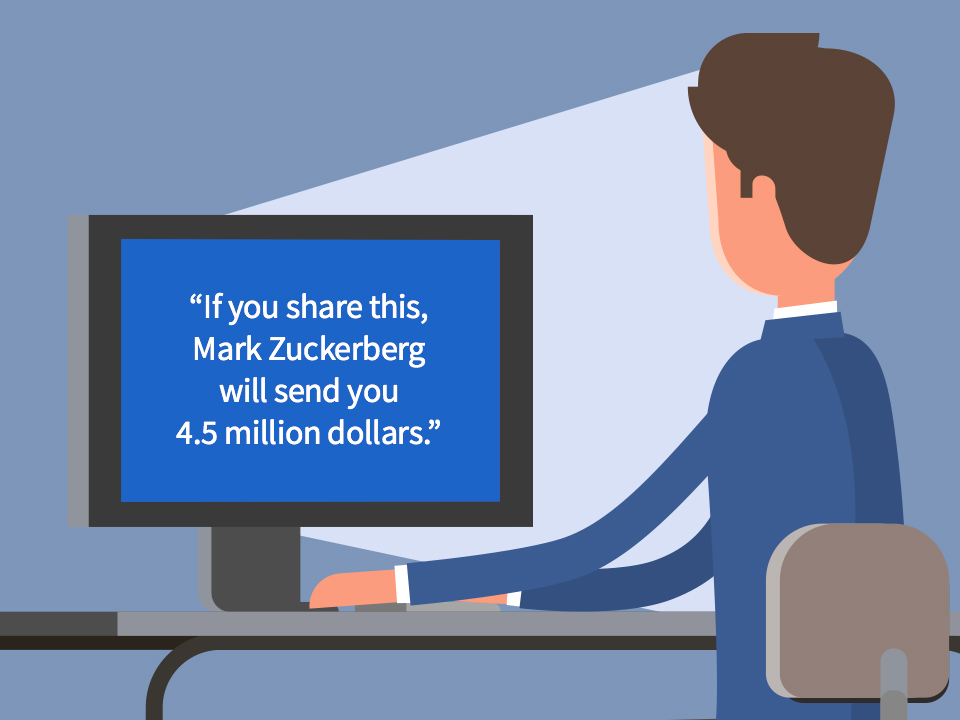 “If you share this,
Mark Zuckerberg
will send you
4.5 million dollars.”